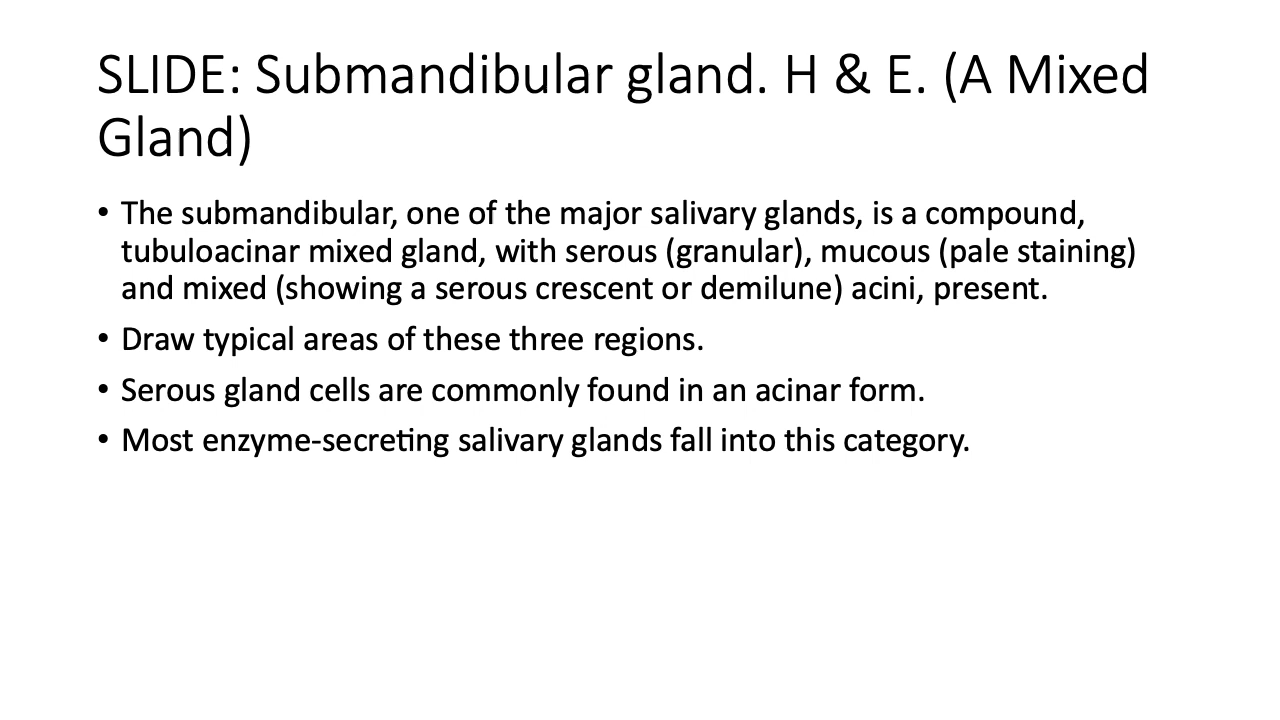 SLIDE: Submandibular gland. H & E. (A Mixed
Gland)
• The submandibular, one of the major salivary glands, is a compound,
tubuloacinar mixed gland, with serous (granular), mucous (pale staining)
and mixed (showing a serous crescent or demilune) acini, present.
• Draw typical areas of these three regions.
• Serous gland cells are commonly found in an acinar form.
• Most enzyme-secreting salivary glands fall into this category.